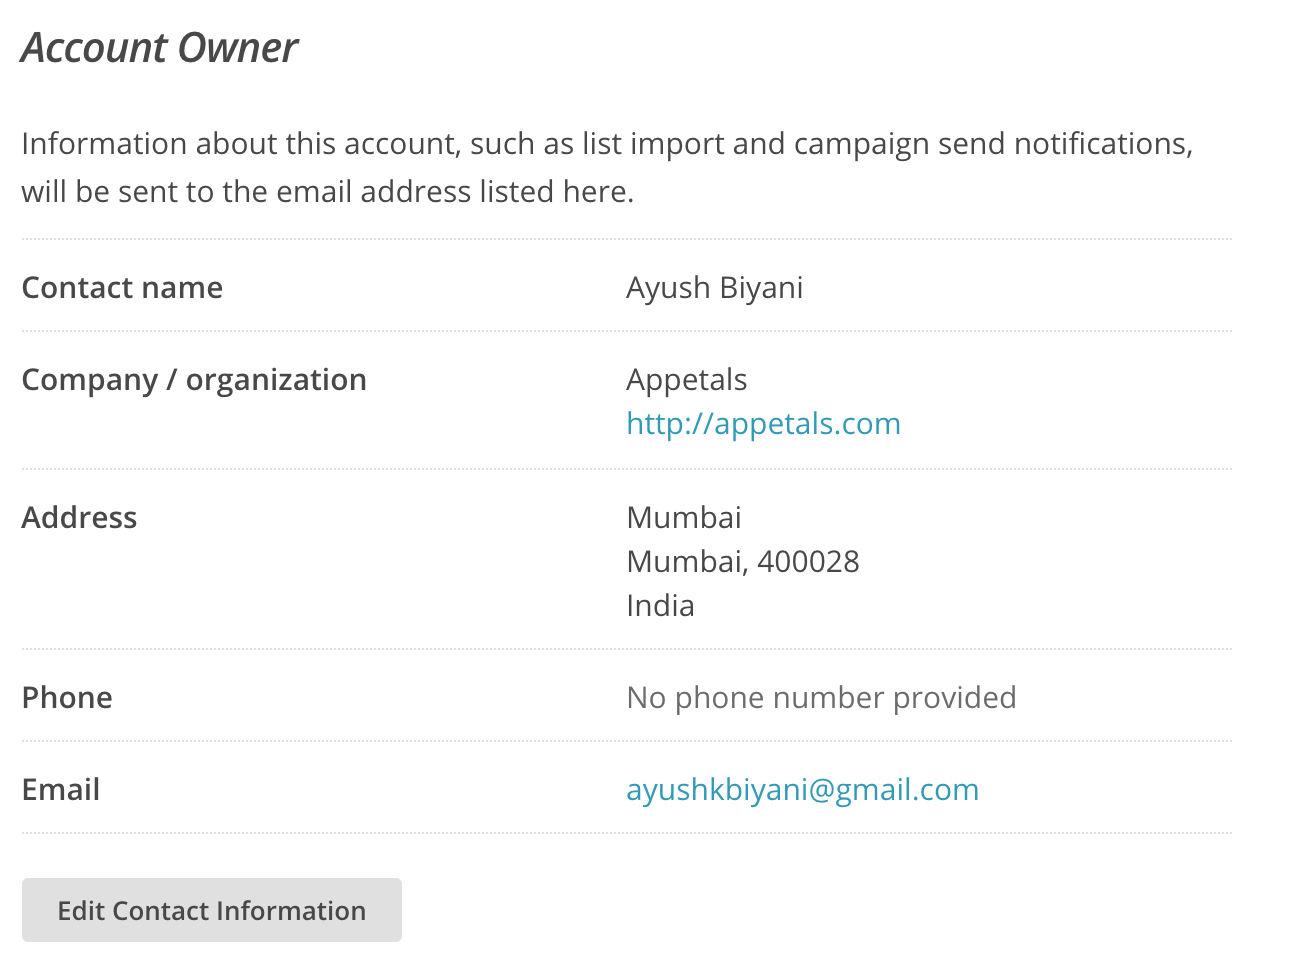 Account Owner
Information about this account, such as list import and campaign send notifications,
will be sent to the email address listed here.
Contact name
Ayush Biyani
Company / organization
Appetals
http://appetals.com
Address
Mumbai
Mumbai, 400028
India
Phone
No phone number provided
Email
ayushkbiyani@gmail.com
Edit Contact Information